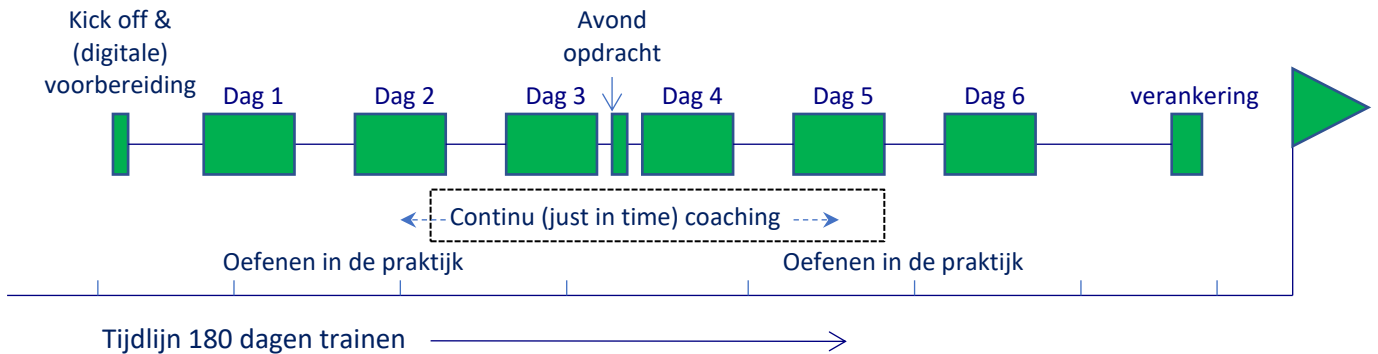 Kick off &
(digitale)
voorbereiding
Avond
opdracht
Dag 1
Dag 2
Dag 3
Dag 4
Dag 5
Dag 6
verankering
Continu (just in time) coaching
Oefenen in de praktijk
Oefenen in de praktijk
Tijdlijn 180 dagen trainen